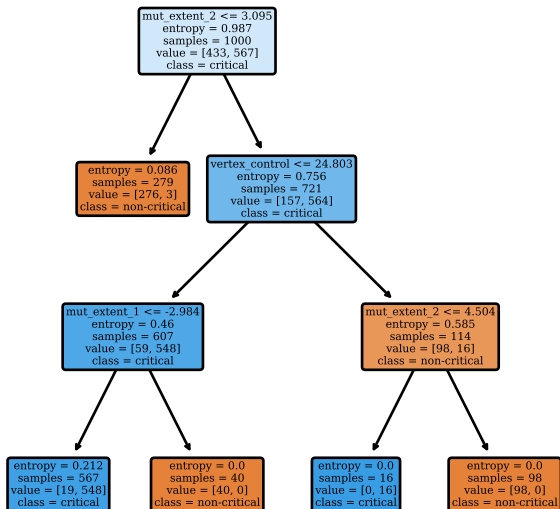 mut_extent_2 <= 3.095
entropy = 0.987
samples = 1000
value = [433, 567]
class = critical
entropy = 0.086
samples = 279
value = [276, 3]
class = non-critical
vertex_control <= 24.803
entropy = 0.756
samples = 721
value = [157, 564]
class = critical
mut_extent_1 <= -2.984
entropy = 0.46
samples = 607
value = [59, 548]
class = critical
mut_extent_2 <= 4.504
entropy = 0.585
samples = 114
value = [98, 16]
class = non-critical
entropy = 0.212
samples = 567
value = [19, 548]
class = critical
entropy = 0.0
samples = 40
value = [40, 0]
class = non-critical
entropy = 0.0
samples = 16
value = [0, 16]
class = critical
entropy = 0.0
samples = 98
value = [98, 0]
class = non-critical